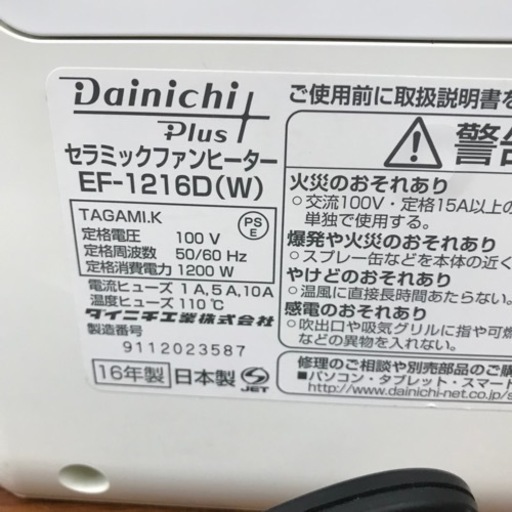 Dainichi
Plus
セラミックファンヒーター
EF-1216D(W)
TAGAMI.K
定格電圧 100 V
定格周波数 50/60 Hz
定格消費電力 1200 W
PS
E
電流ヒューズ 1A,5A,10A
温度ヒューズ 110℃
ダイニチ工業株式会社
製造番号
9112023587
16年製 日本製 JET
ご使用前に取扱説明書を
警告
火災のおそれあり
○交流100V・定格15A以上の
単独で使用する。
爆発や火災のおそれあり
○スプレー缶などを本体の近く
やけどのおそれあり
○温風に直接長時間あたらない。
感電のおそれあり
○吹出口や吸気グリルに指や可燃
などの異物を入れない。
修理のご相談や別売部品のご購
■パソコン・タブレット・スマート
http://www.dainichi-net.co.jp/s